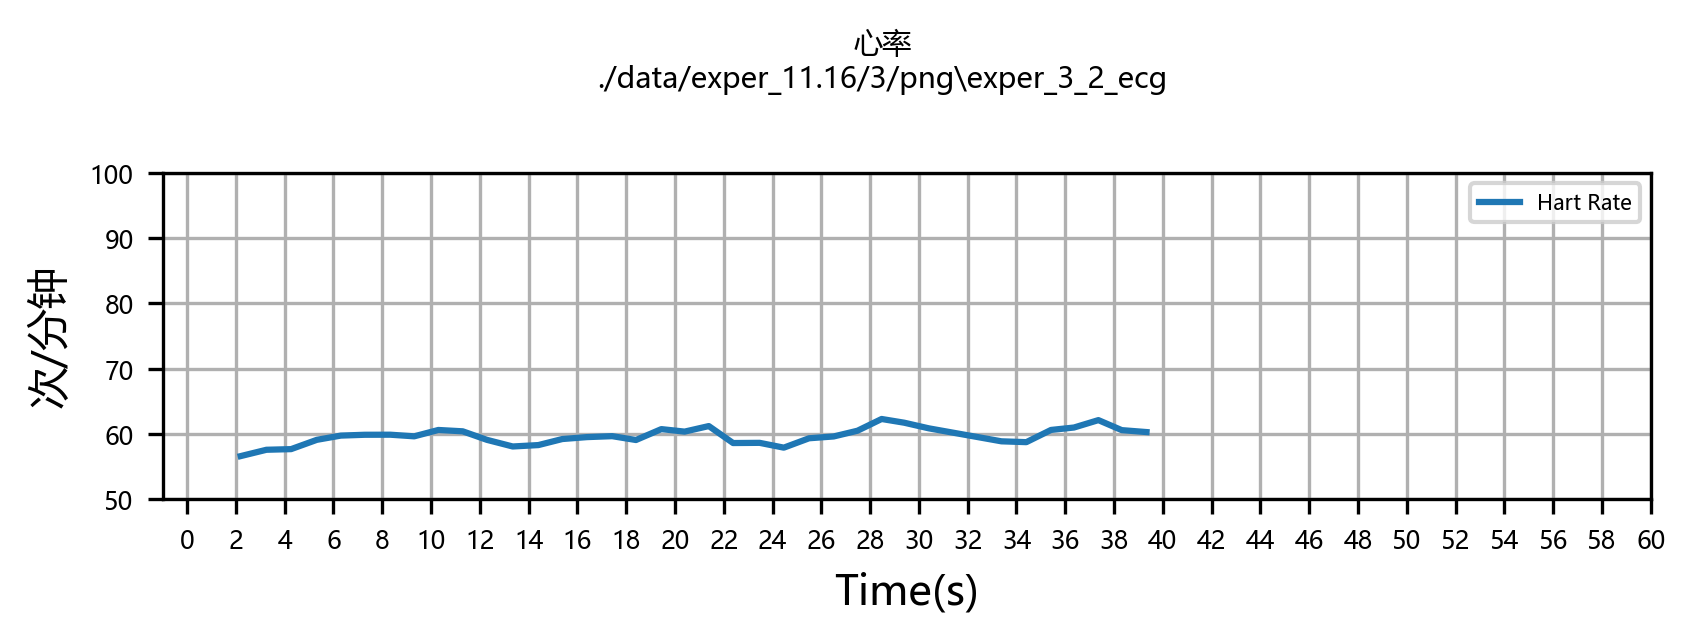 心率
./data/exper_11.16/3/png\exper_3_2_ecg
100
90
80
70
60
50
次/分钟
Hart Rate
0 2 4 6 8 10 12 14 16 18 20 22 24 26 28 30 32 34 36 38 40 42 44 46 48 50 52 54 56 58 60
Time(s)